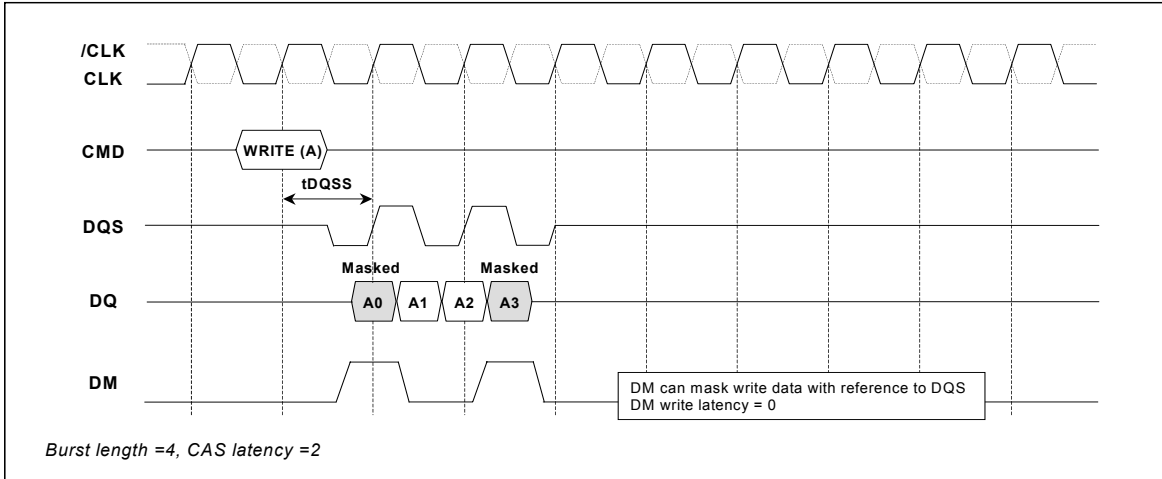 /CLK
CLK
CMD
WRITE (A)
tDQSS
DQS
Masked Masked
DQ
A0 A1 A2 A3
DM
DM can mask write data with reference to DQS
DM write latency = 0
Burst length =4, CAS latency =2